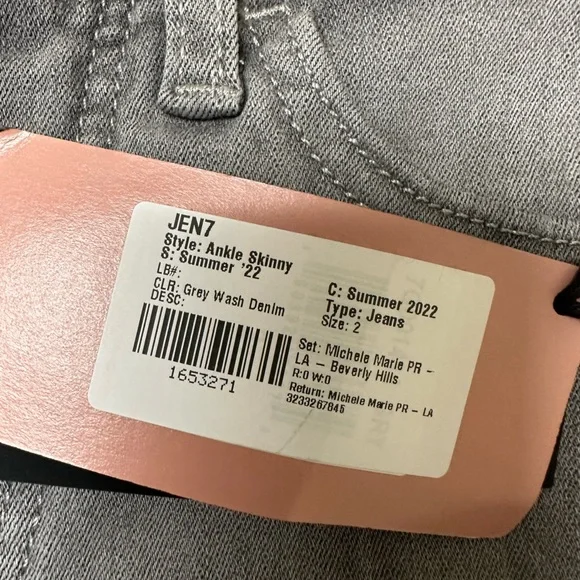 JEN7
Style: Ankle Skinny
S: Summer '22
LB#:
CLR: Grey Wash Denim
DESC:
C: Summer 2022
Type: Jeans
Size: 2
1653271
Set: Michele Marie PR -
LA - Beverly Hills
R:0 W:0
Return: Michele Marie PR - LA
3233267845